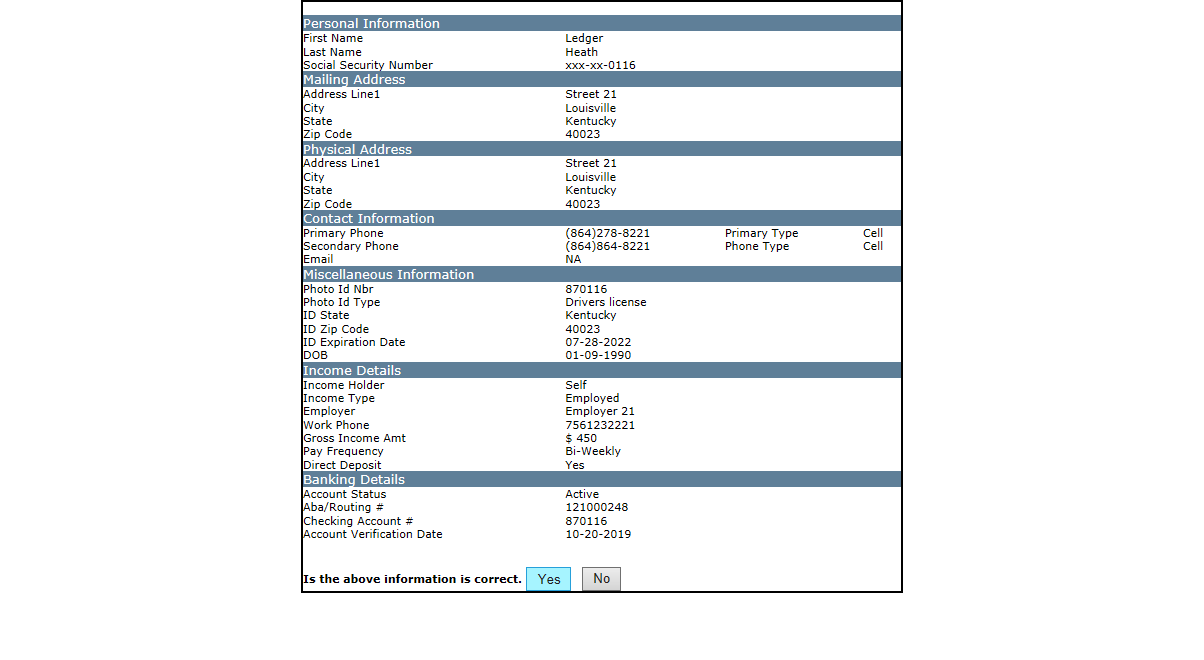 Personal Information
First Name Ledger
Last Name Heath
Social Security Number xxx-xx-0116
Mailing Address
Address Line1 Street 21
City Louisville
State Kentucky
Zip Code 40023
Physical Address
Address Line1 Street 21
City Louisville
State Kentucky
Zip Code 40023
Contact Information
Primary Phone (864)278-8221 Primary Type Cell
Secondary Phone (864)864-8221 Phone Type Cell
Email NA
Miscellaneous Information
Photo Id Nbr 870116
Photo Id Type Drivers license
ID State Kentucky
ID Zip Code 40023
ID Expiration Date 07-28-2022
DOB 01-09-1990
Income Details
Income Holder Self
Income Type Employed
Employer Employer 21
Work Phone 7561232221
Gross Income Amt $ 450
Pay Frequency Bi-Weekly
Direct Deposit Yes
Banking Details
Account Status Active
Aba/Routing # 121000248
Checking Account # 870116
Account Verification Date 10-20-2019
Is the above information is correct. Yes No